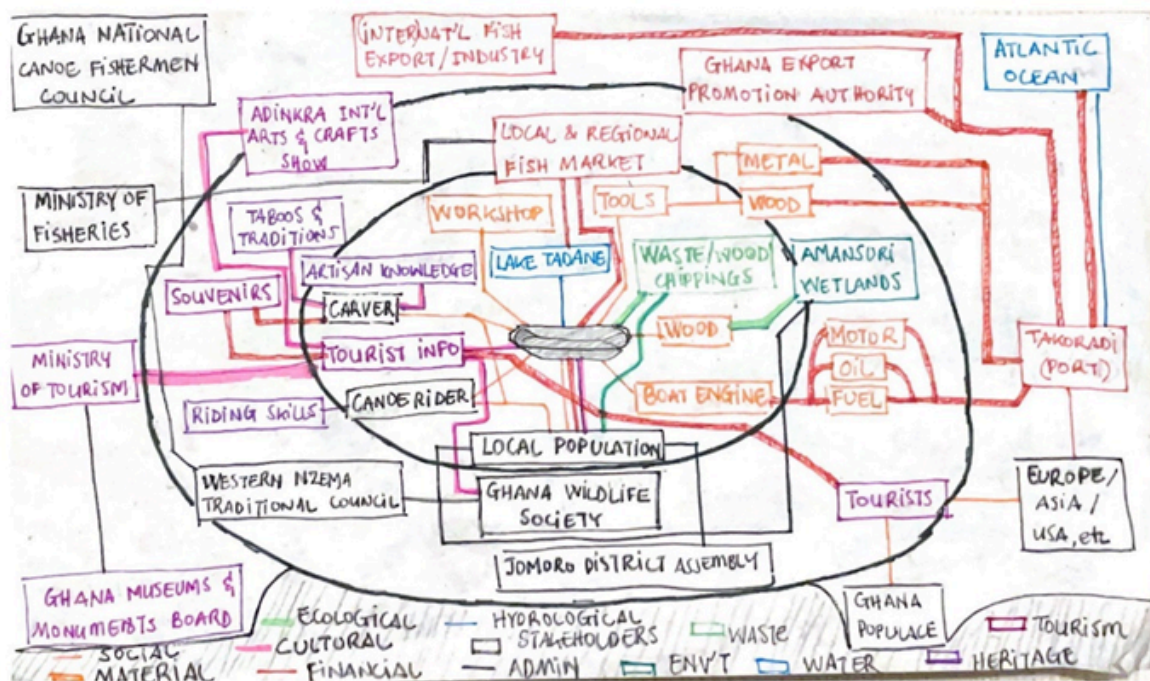 GHANA NATIONAL
CANOE FISHERMEN
COUNCIL
(INTERNAT'L FISH
EXPORT/INDUSTRY
GHANA EXPORT
PROMOTION AUTHORITY
ATLANTIC
OCEAN
ADINKRA INT'L
ARTS & CRAFTS
SHOW
LOCAL & REGIONAL
FISH MARKET
METAL
MINISTRY OF
FISHERIES
TABOOS &
TRADITIONS
WORKSHOP
TOOLS
WOOD
ARTISAN KNOWLEDGE
LAKE TADANE
WASTE/WOOD
CHIPPINGS
AMANSURI
WETLANDS
SOUVENIRS
CARVER
MINISTRY
OF TOURISM
TOURIST INFO
WOOD
MOTOR
OIL
FUEL
TAKORADI
(PORT)
RIDING SKILLS
CANOE RIDER
BOAT ENGINE
LOCAL POPULATION
WESTERN NZEMA
TRADITIONAL COUNCIL
GHANA WILDLIFE
SOCIETY
TOURISTS
EUROPE/
ASIA/
USA, etc
JOMORO DISTRICT ASSEMBLY
GHANA MUSEUMS &
MONUMENTS BOARD
GHANA
POPULACE
ECOLOGICAL
HYDROLOGICAL
SOCIAL
CULTURAL
STAKEHOLDERS
WASTE
TOURISM
MATERIAL
FINANCIAL
ADMIN
ENV'T
WATER
HERITAGE